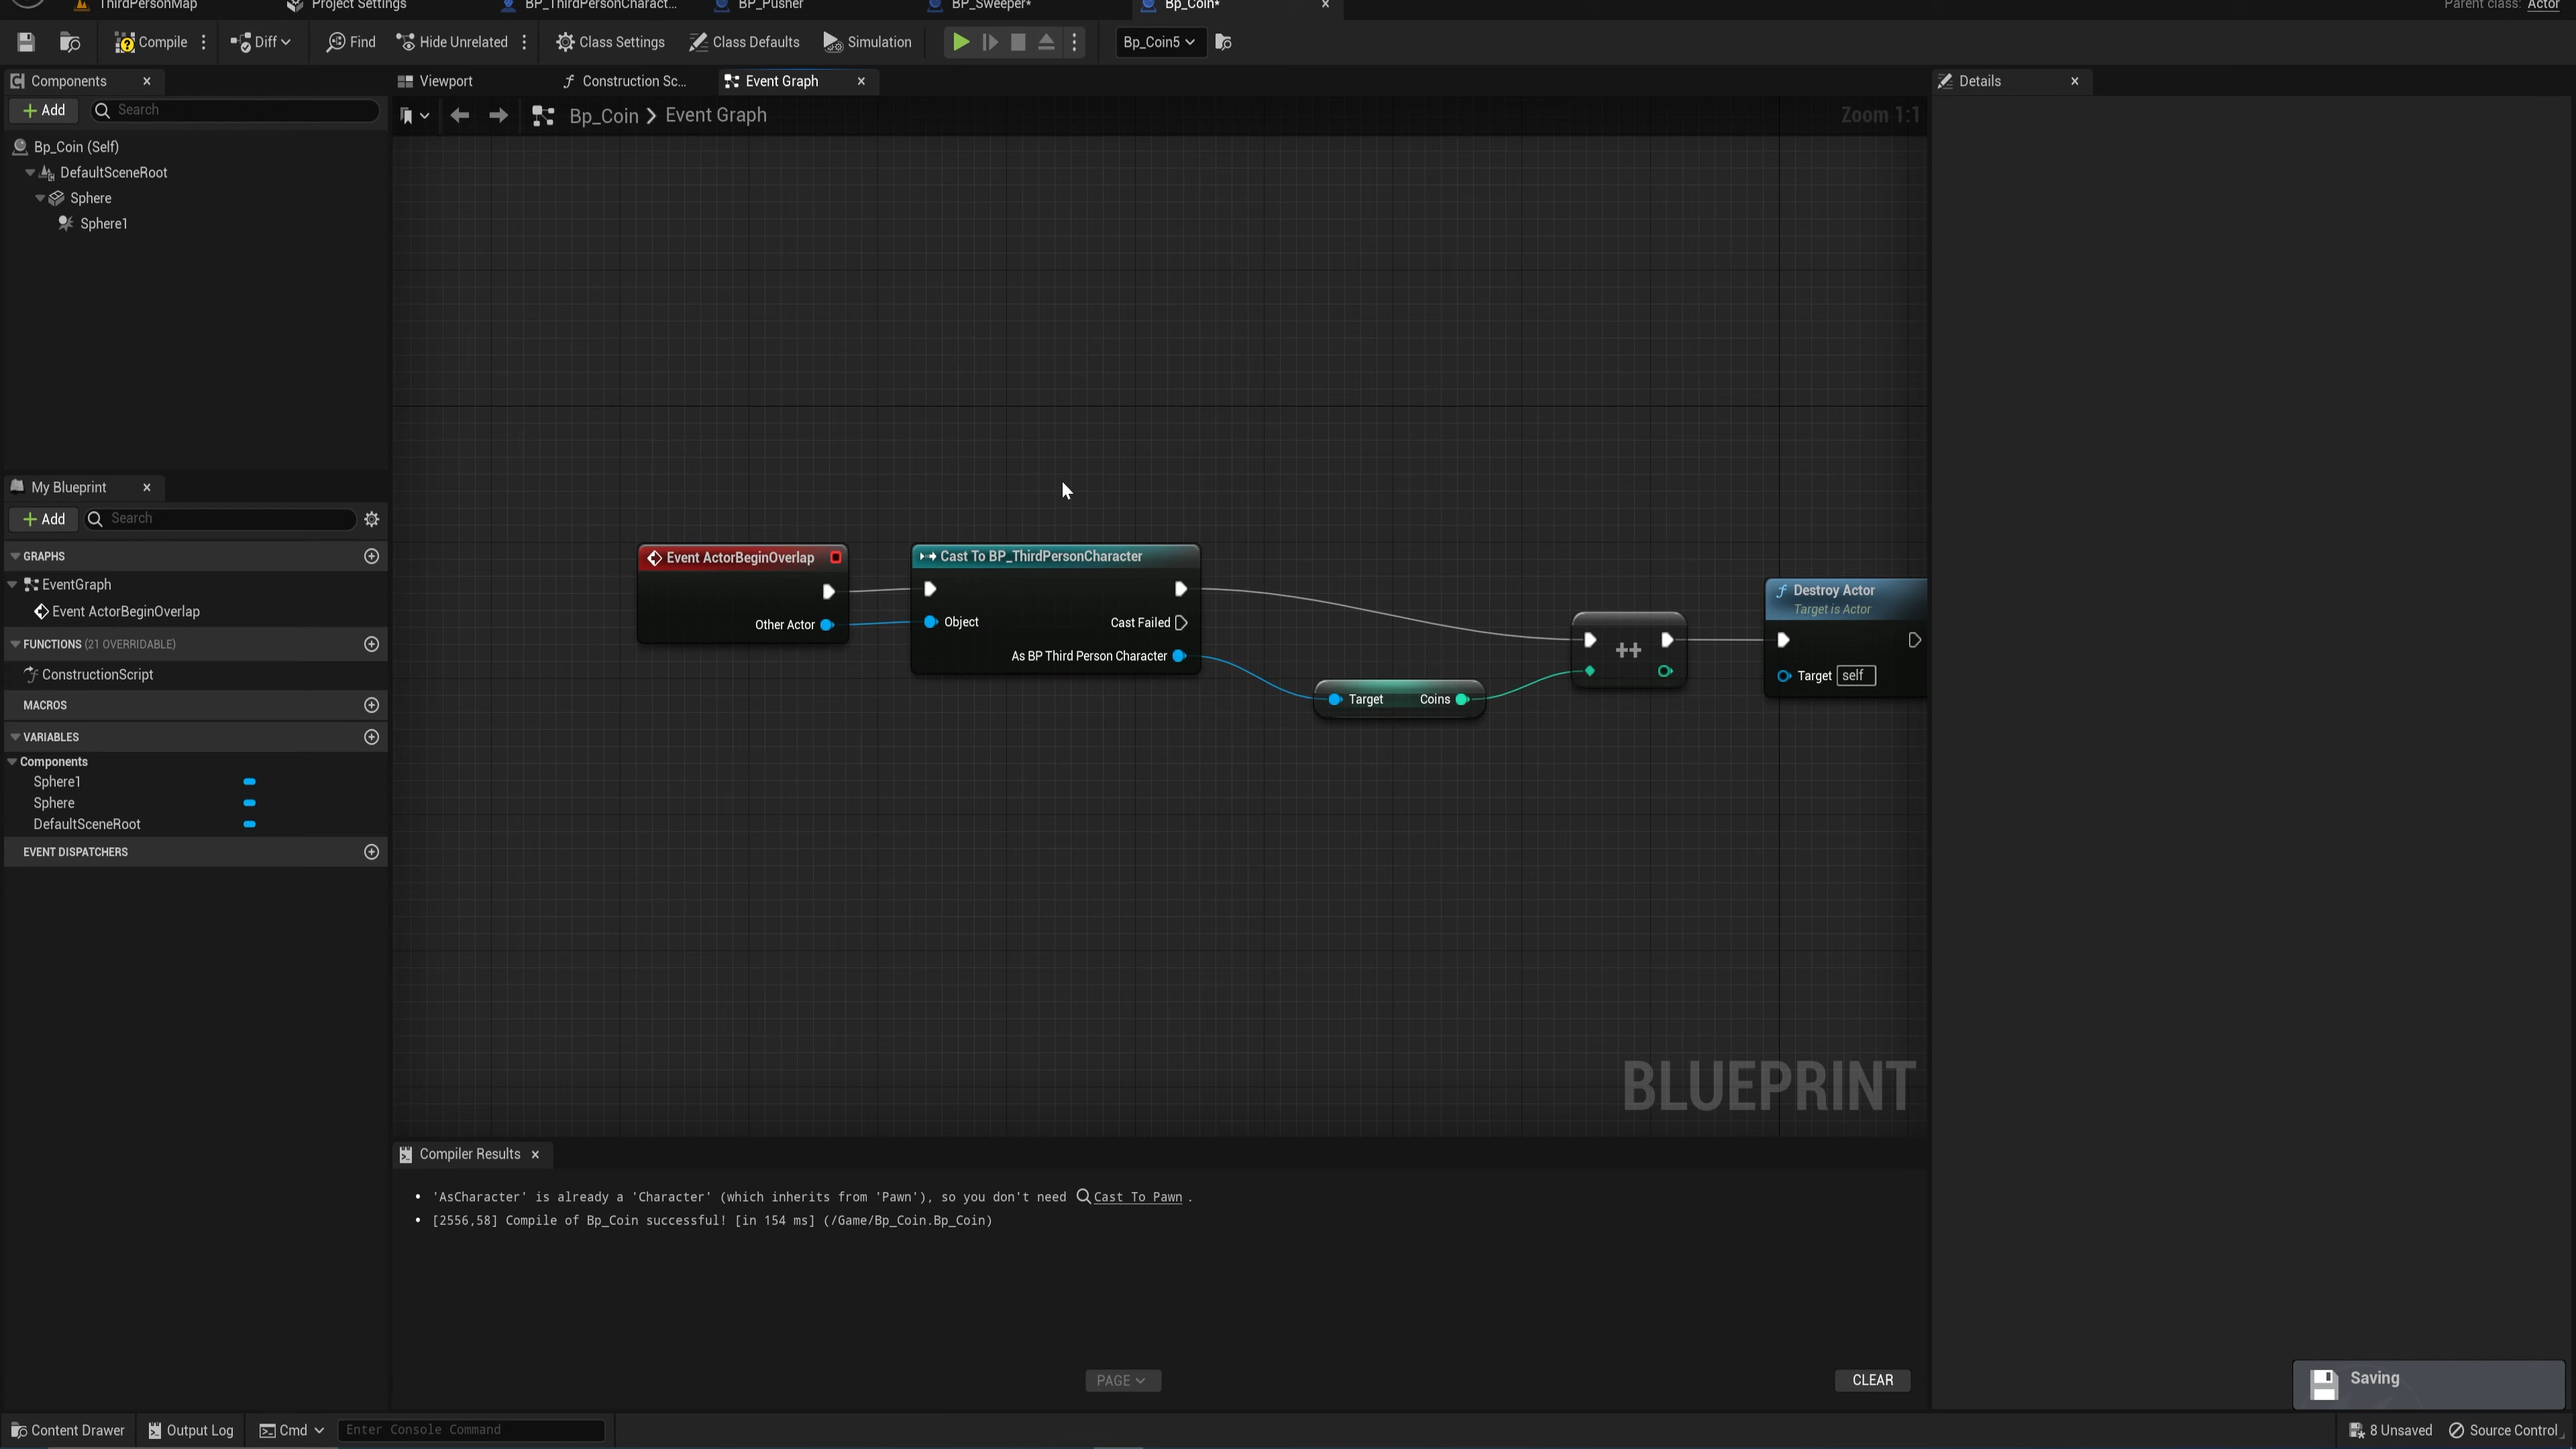 ThirdPersonMap
Project Settings
BP_ThirdPersonCharact...
BP_Pusher
BP_Sweeper*
Bp_Coin*
Parent class: Actor
Compile
Diff
Find
Hide Unrelated
Class Settings
Class Defaults
Simulation
Bp_Coin5
Components
Viewport
Construction Sc...
Event Graph
Details
Add
Search
Bp_Coin > Event Graph
Zoom 1:1
Bp_Coin (Self)
DefaultSceneRoot
Sphere
Sphere1
My Blueprint
Add
Search
GRAPHS
EventGraph
Event ActorBeginOverlap
FUNCTIONS (21 OVERRIDABLE)
ConstructionScript
MACROS
VARIABLES
Components
Sphere1
Sphere
DefaultSceneRoot
EVENT DISPATCHERS
Event ActorBeginOverlap
Other Actor
Cast To BP_ThirdPersonCharacter
Object
Cast Failed
As BP Third Person Character
Target
Coins
++
Destroy Actor
Target is Actor
Target self
BLUEPRINT
Compiler Results
• 'AsCharacter' is already a 'Character' (which inherits from 'Pawn'), so you don't need Cast To Pawn .
• [2556,58] Compile of Bp_Coin successful! [in 154 ms] (/Game/Bp_Coin.Bp_Coin)
PAGE
CLEAR
Saving
Content Drawer
Output Log
Cmd
Enter Console Command
8 Unsaved
Source Control